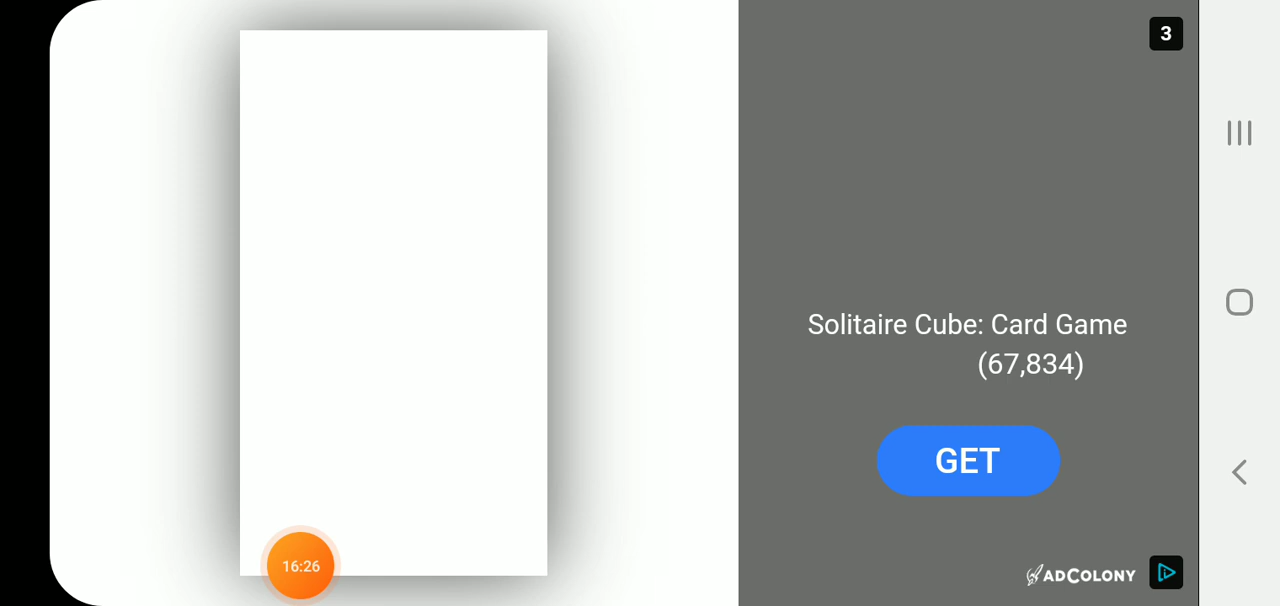 3
Solitaire Cube: Card Game
(67,834)
GET
16:26
ADCOLONY